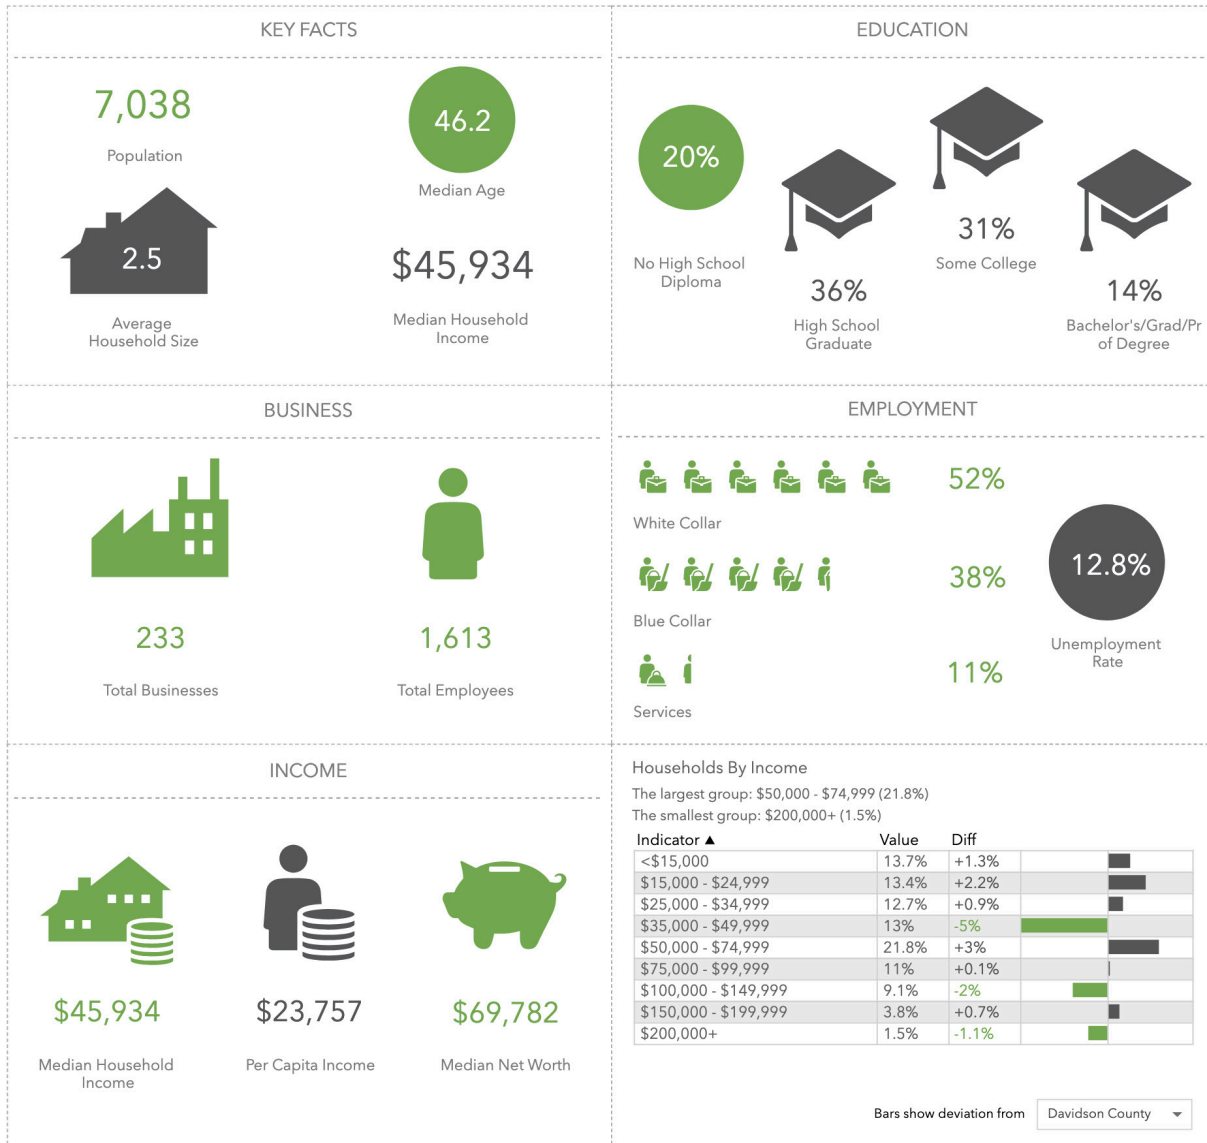 KEY FACTS
7,038
Population
46.2
Median Age
2.5
Average
Household Size
$45,934
Median Household
Income
EDUCATION
20%
No High School
Diploma
36%
High School
Graduate
31%
Some College
14%
Bachelor's/Grad/Pr
of Degree
BUSINESS
233
Total Businesses
1,613
Total Employees
EMPLOYMENT
52%
White Collar
38%
Blue Collar
11%
Services
12.8%
Unemployment
Rate
INCOME
$45,934
Median Household
Income
$23,757
Per Capita Income
$69,782
Median Net Worth
Households By Income
The largest group: $50,000 - $74,999 (21.8%)
The smallest group: $200,000+ (1.5%)
Indicator ▲ Value Diff
<$15,000 13.7% +1.3%
$15,000 - $24,999 13.4% +2.2%
$25,000 - $34,999 12.7% +0.9%
$35,000 - $49,999 13% -5%
$50,000 - $74,999 21.8% +3%
$75,000 - $99,999 11% +0.1%
$100,000 - $149,999 9.1% -2%
$150,000 - $199,999 3.8% +0.7%
$200,000+ 1.5% -1.1%
Bars show deviation from Davidson County